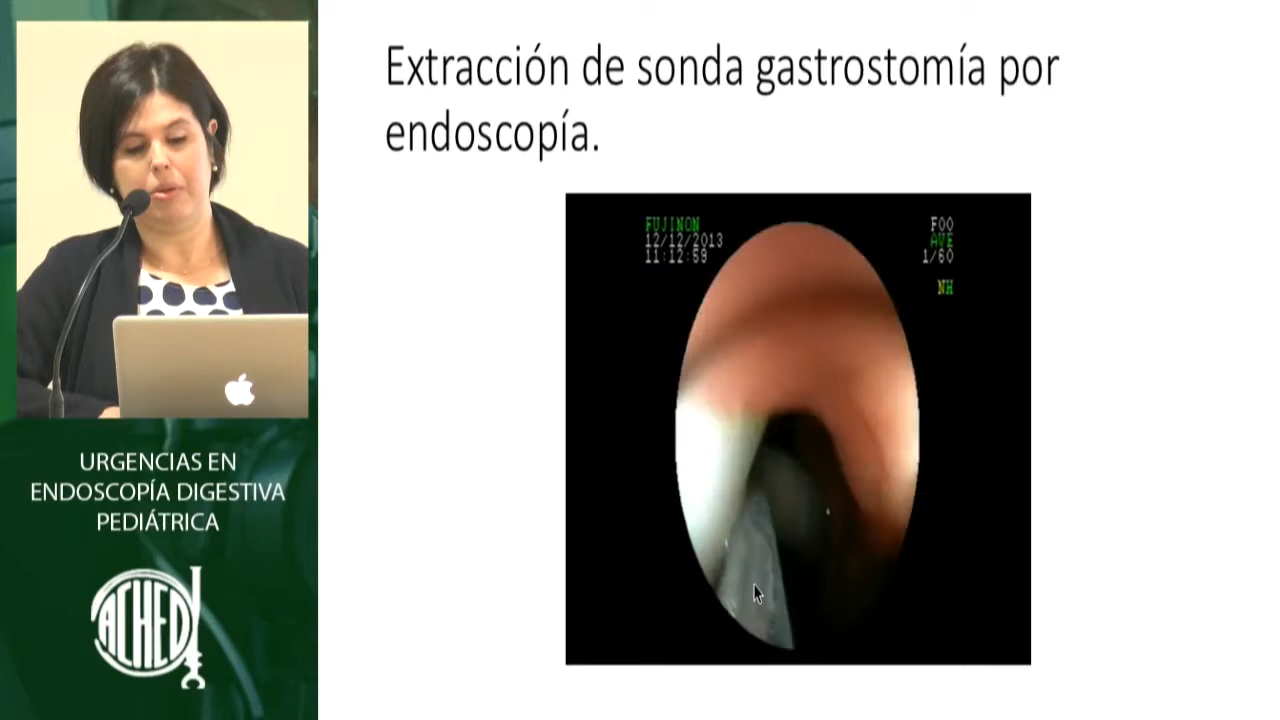 Extracción de sonda gastrostomía por
endoscopía.
FUJINON
12/12/2013
11:12:59
F00
AVE
1/60
NH
URGENCIAS EN
ENDOSCOPÍA DIGESTIVA
PEDIÁTRICA
ACHED